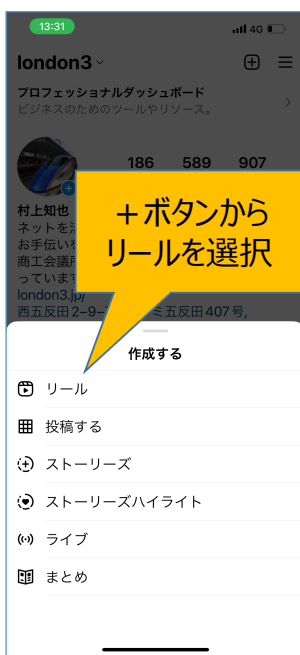 13:31
4G
london3
プロフェッショナルダッシュボード
ビジネスのためのツールやリソース。
186 589 907
＋ボタンから
リールを選択
村上知也
ネットを
お手伝い
商工会議
っています
london3.jp/
西五反田2-9- ミ五反田407号,
作成する
リール
投稿する
ストーリーズ
ストーリーズハイライト
ライブ
まとめ